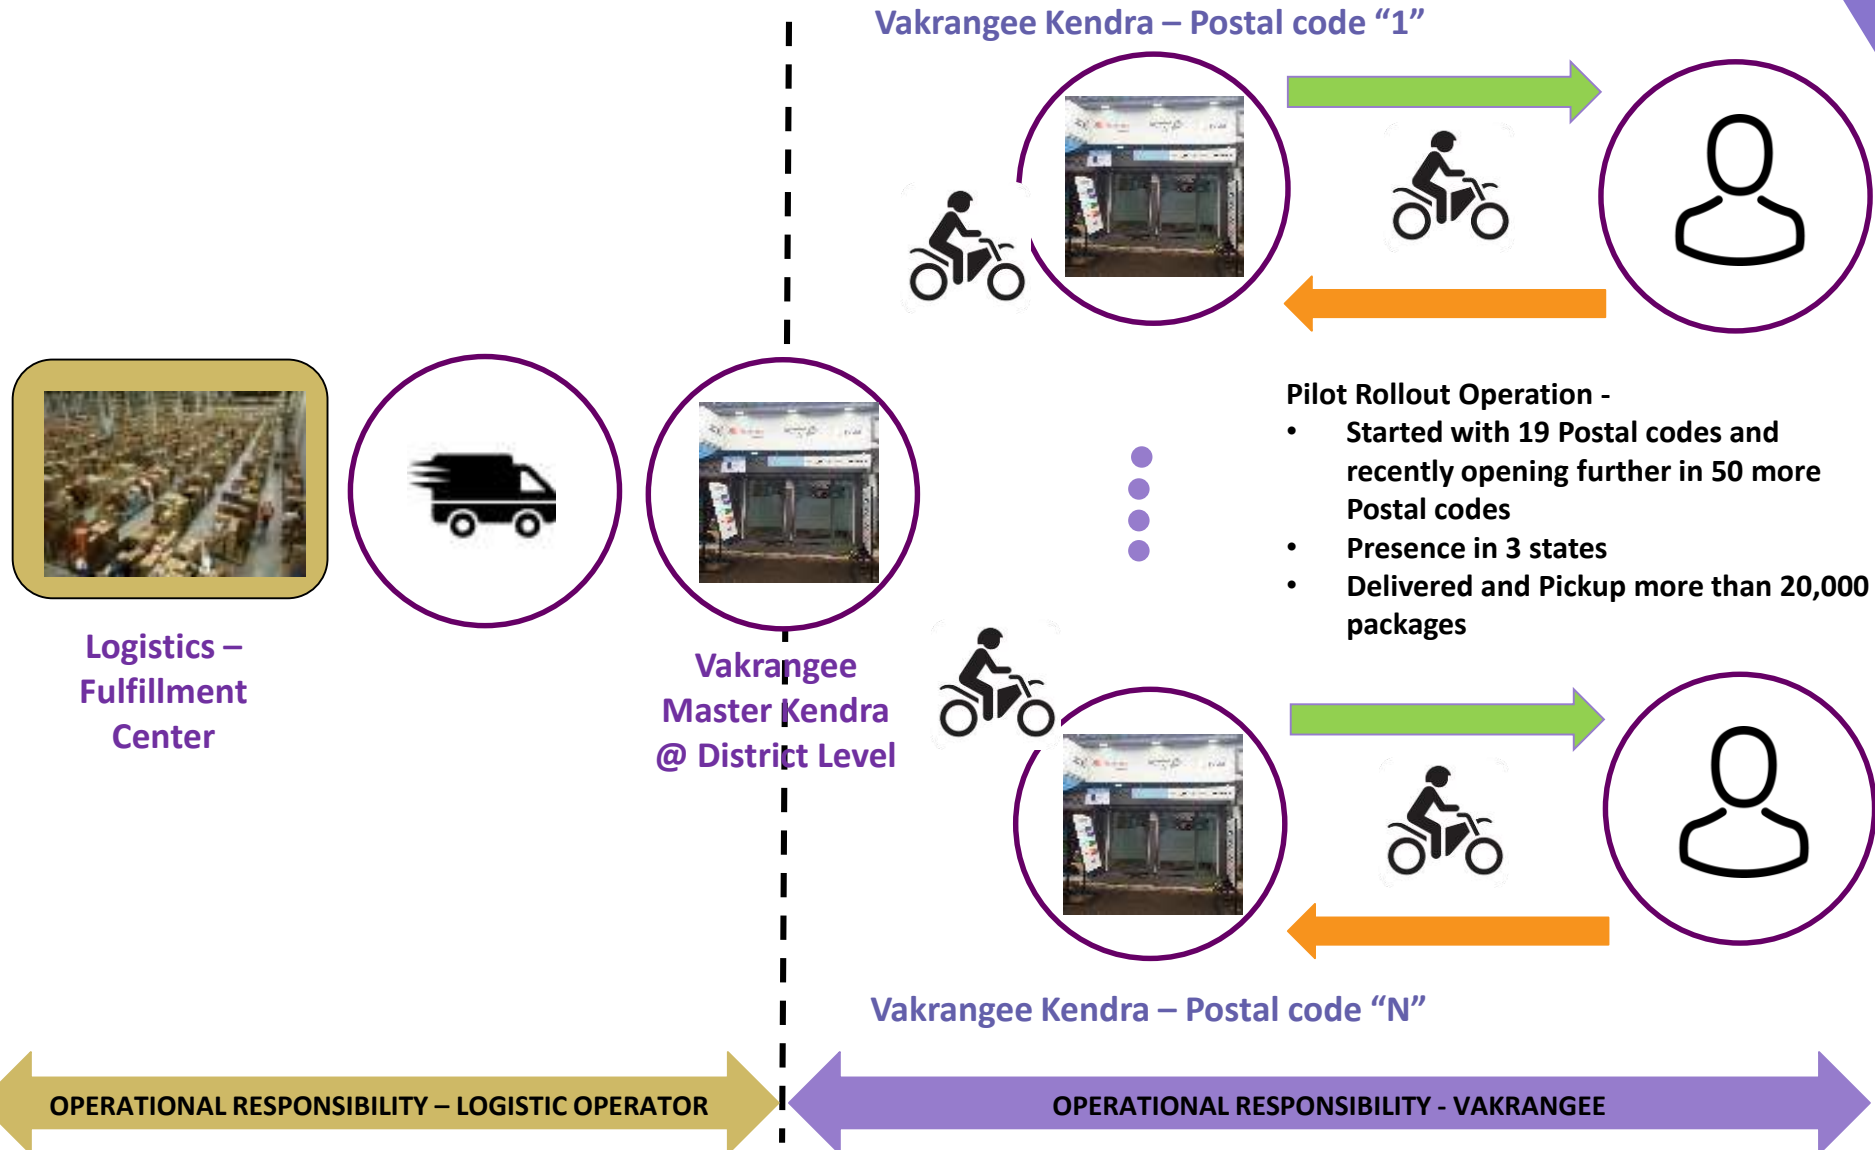 Vakrangee Kendra – Postal code “1”
Pilot Rollout Operation -
• Started with 19 Postal codes and
recently opening further in 50 more
Postal codes
• Presence in 3 states
• Delivered and Pickup more than 20,000
packages
Logistics –
Fulfillment
Center
Vakrangee
Master Kendra
@ District Level
Vakrangee Kendra – Postal code “N”
OPERATIONAL RESPONSIBILITY – LOGISTIC OPERATOR
OPERATIONAL RESPONSIBILITY - VAKRANGEE